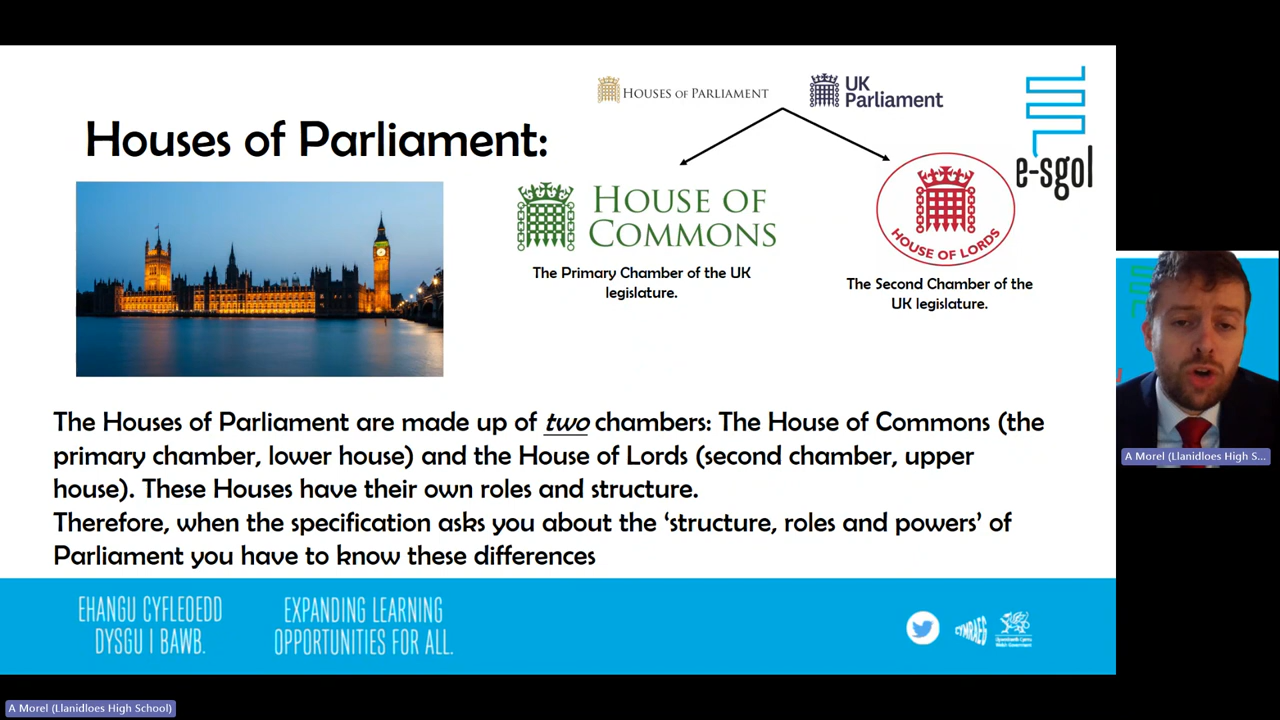 HOUSES OF PARLIAMENT
UK
Parliament
Houses of Parliament:
e-sgol
HOUSE OF
COMMONS
HOUSE OF LORDS
The Primary Chamber of the UK
legislature.
The Second Chamber of the
UK legislature.
The Houses of Parliament are made up of two chambers: The House of Commons (the
primary chamber, lower house) and the House of Lords (second chamber, upper
house). These Houses have their own roles and structure.
Therefore, when the specification asks you about the ‘structure, roles and powers’ of
Parliament you have to know these differences
EHANGU CYFLEOEDD
DYSGU I BAWB.
EXPANDING LEARNING
OPPORTUNITIES FOR ALL.
CYMRAEG
Llywodraeth Cymru
Welsh Government
A Morel (Llanidloes High S...
A Morel (Llanidloes High School)